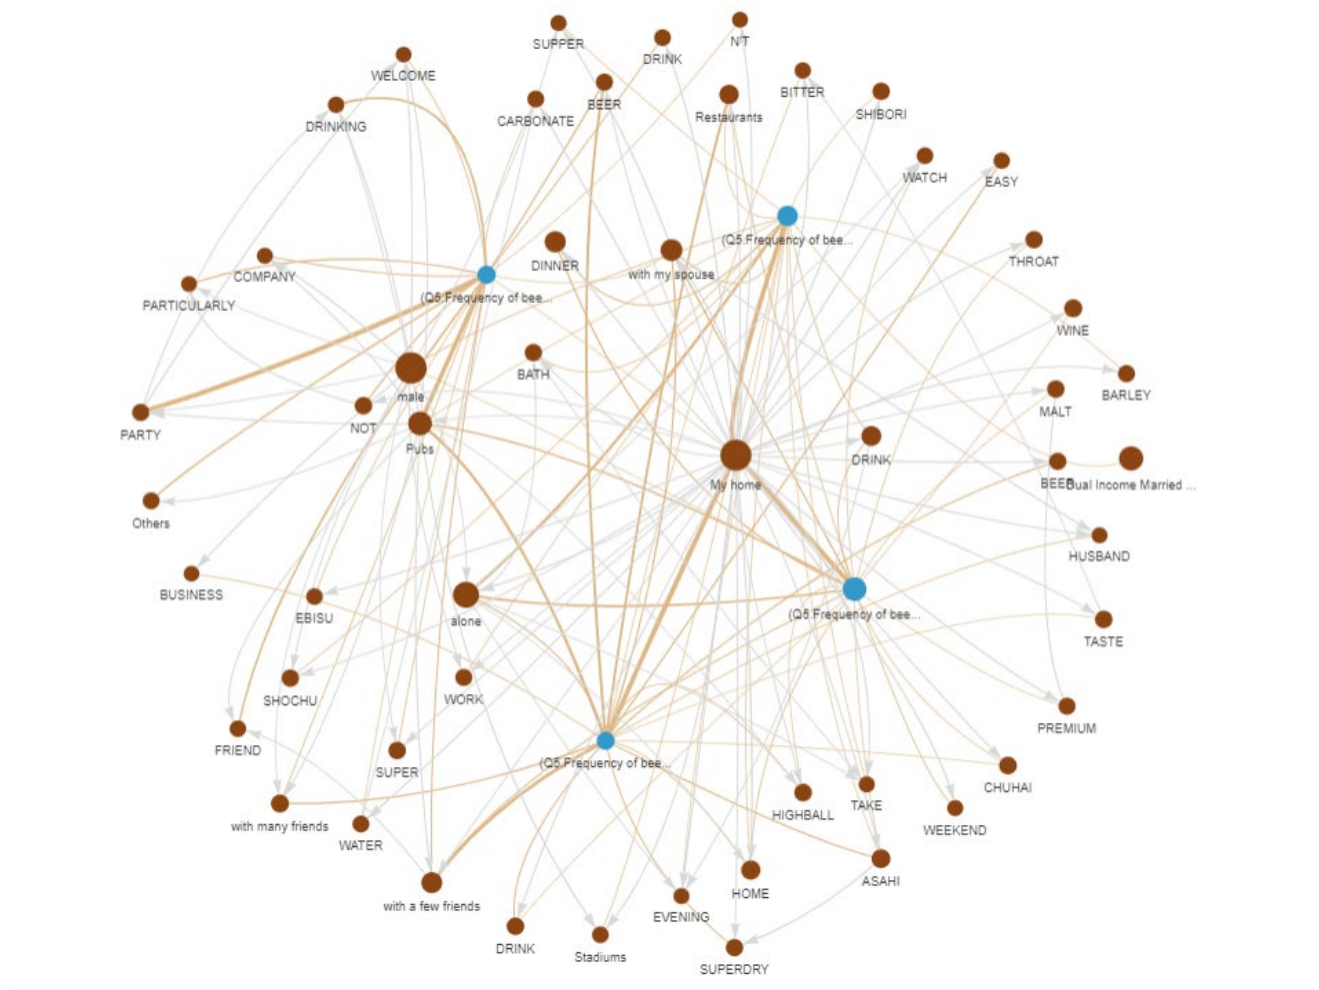 SUPPER
DRINK
N'T
WELCOME
BEER
BITTER
CARBONATE
Restaurants
SHIBORI
DRINKING
WATCH
EASY
(Q5.Frequency of bee...
DINNER
with my spouse
THROAT
COMPANY
(Q5.Frequency of bee...
PARTICULARLY
WINE
BATH
male
BARLEY
MALT
NOT
PARTY
Pubs
DRINK
My home
BEER
Dual Income Married ...
Others
HUSBAND
BUSINESS
EBISU
alone
(Q5.Frequency of bee...
TASTE
SHOCHU
WORK
PREMIUM
FRIEND
SUPER
(Q5.Frequency of bee...
CHUHAI
TAKE
HIGHBALL
with many friends
WEEKEND
WATER
ASAHI
HOME
with a few friends
EVENING
DRINK
Stadiums
SUPERDRY